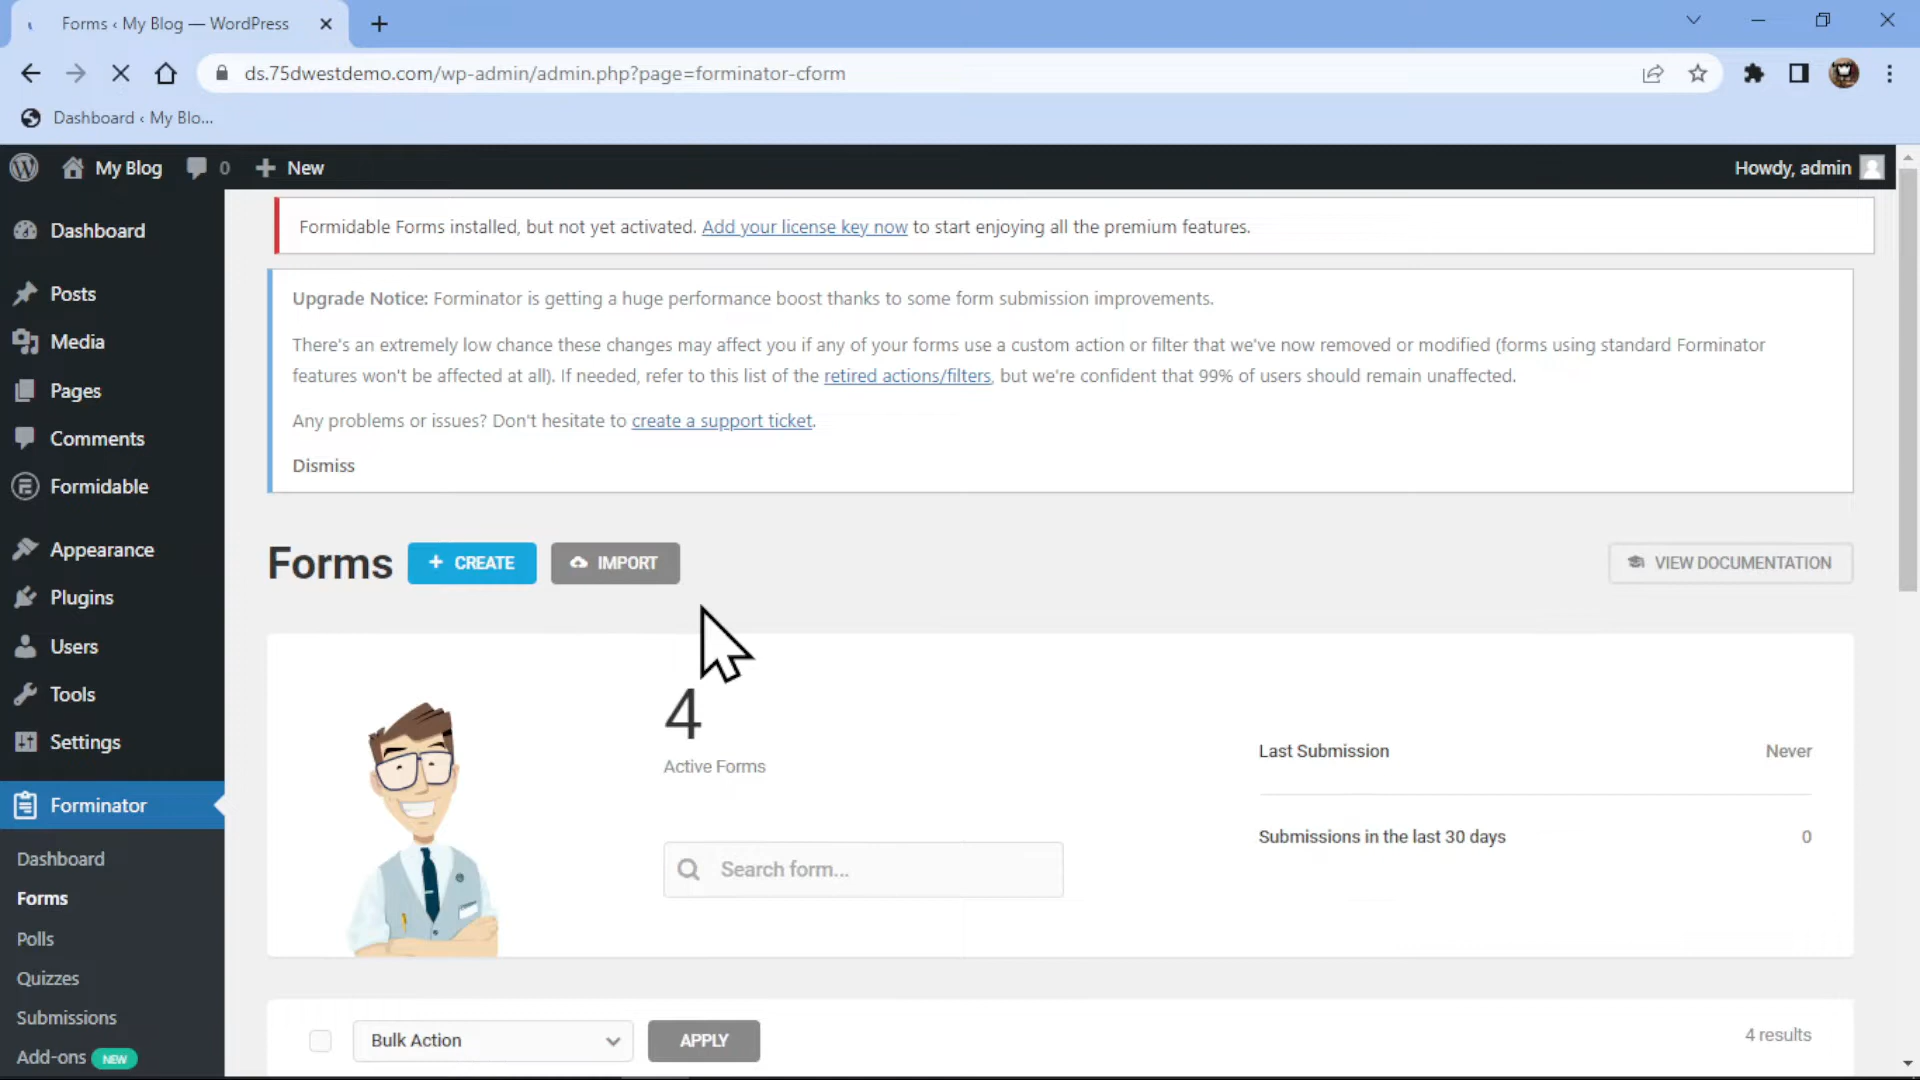 Forms ‹ My Blog — WordPress
ds.75dwestdemo.com/wp-admin/admin.php?page=forminator-cform
Dashboard ‹ My Blo...
My Blog
0
New
Howdy, admin
Dashboard
Posts
Media
Pages
Comments
Formidable
Appearance
Plugins
Users
Tools
Settings
Forminator
Dashboard
Forms
Polls
Quizzes
Submissions
Add-ons NEW
Formidable Forms installed, but not yet activated. Add your license key now to start enjoying all the premium features.
Upgrade Notice: Forminator is getting a huge performance boost thanks to some form submission improvements.
There's an extremely low chance these changes may affect you if any of your forms use a custom action or filter that we've now removed or modified (forms using standard Forminator
features won't be affected at all). If needed, refer to this list of the retired actions/filters, but we're confident that 99% of users should remain unaffected.
Any problems or issues? Don't hesitate to create a support ticket.
Dismiss
Forms
+ CREATE
IMPORT
VIEW DOCUMENTATION
4
Active Forms
Search form...
Last Submission
Never
Submissions in the last 30 days
0
Bulk Action
APPLY
4 results